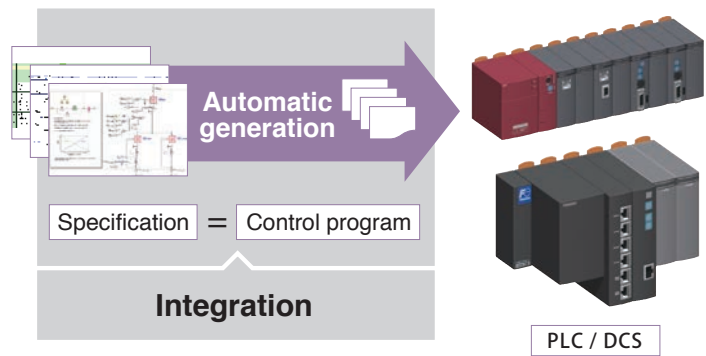 Automatic
generation
Specification = Control program
Integration
PLC / DCS